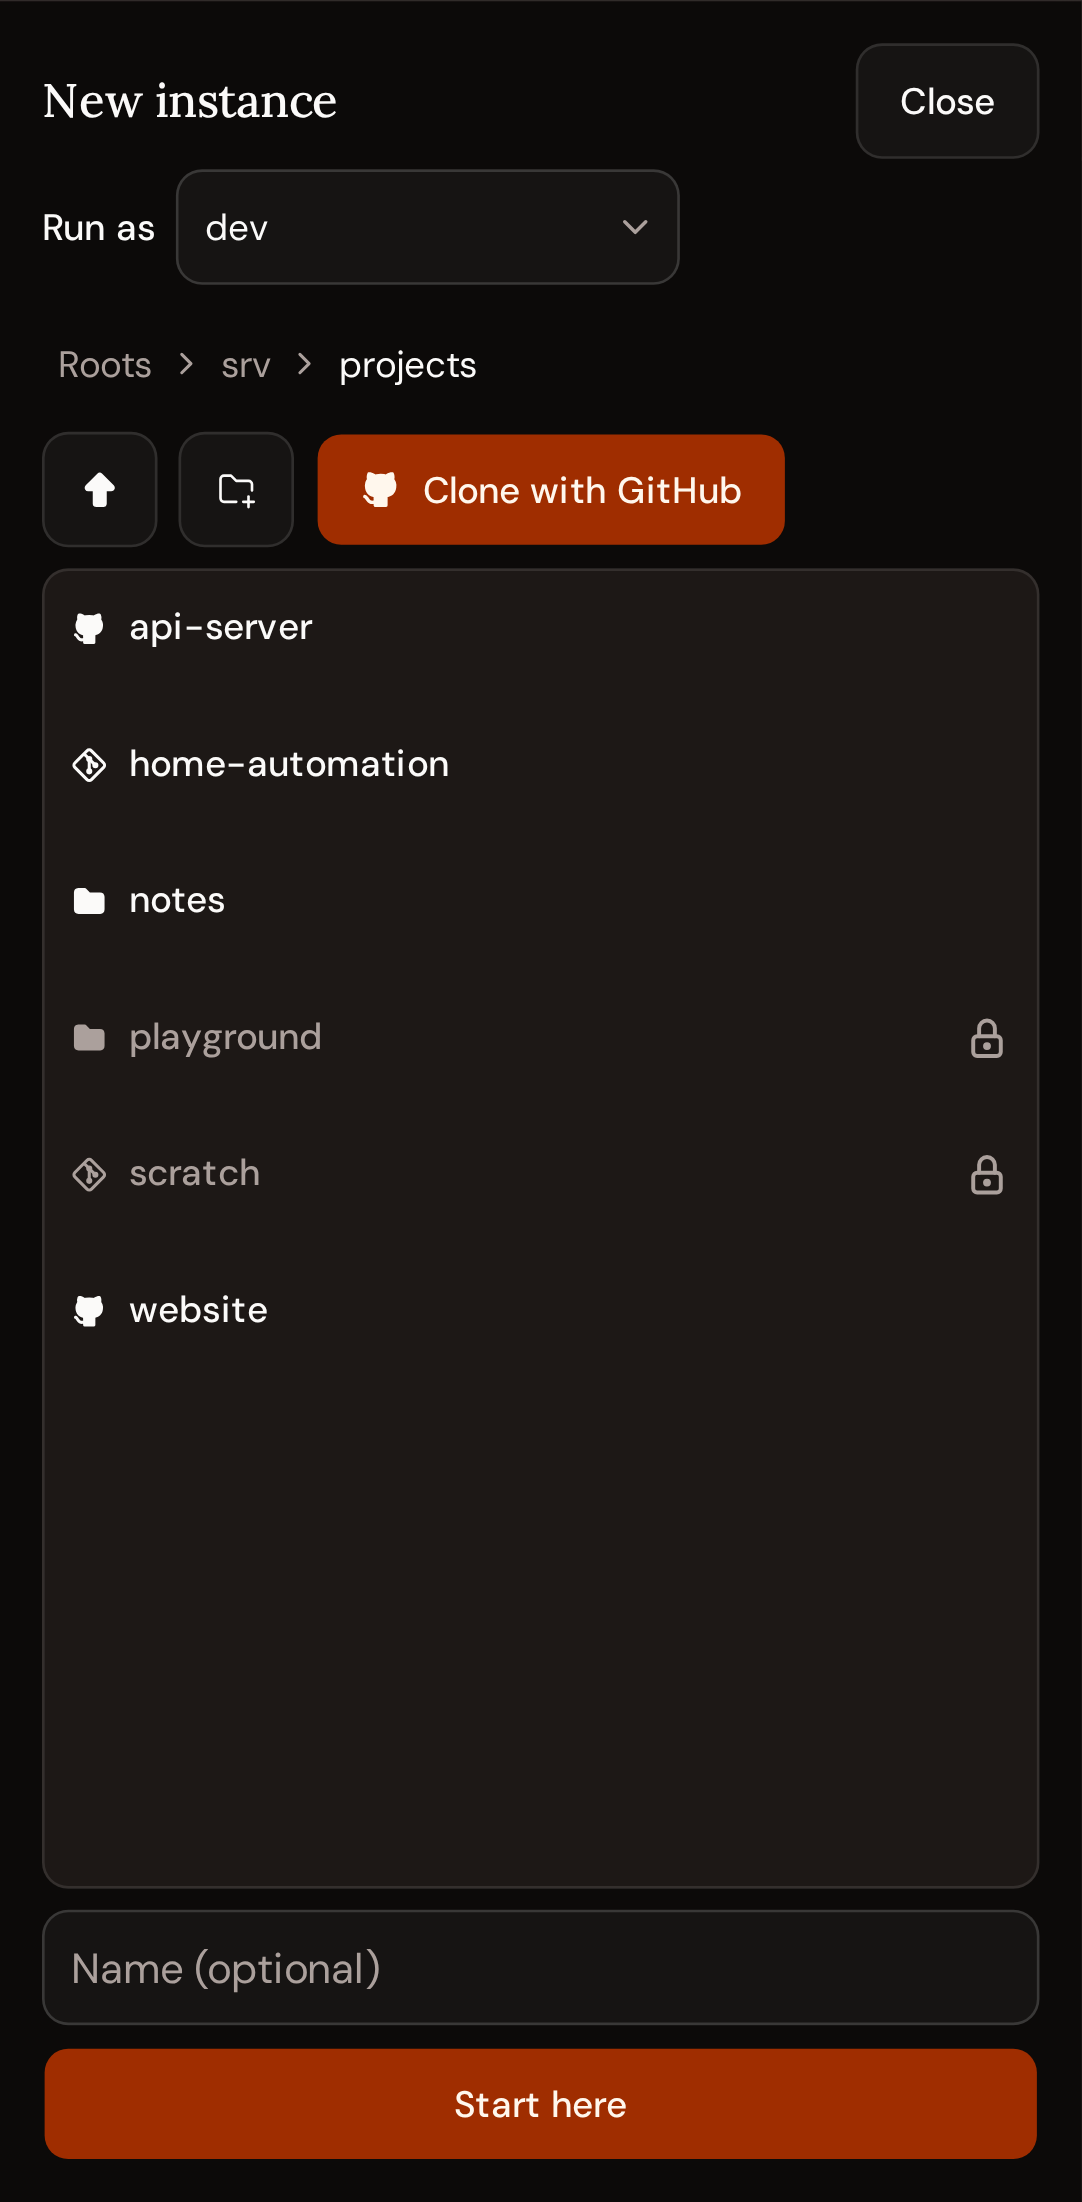 New instance
Close
Run as
dev
Roots > srv > projects
Clone with GitHub
api-server
home-automation
notes
playground
scratch
website
Name (optional)
Start here